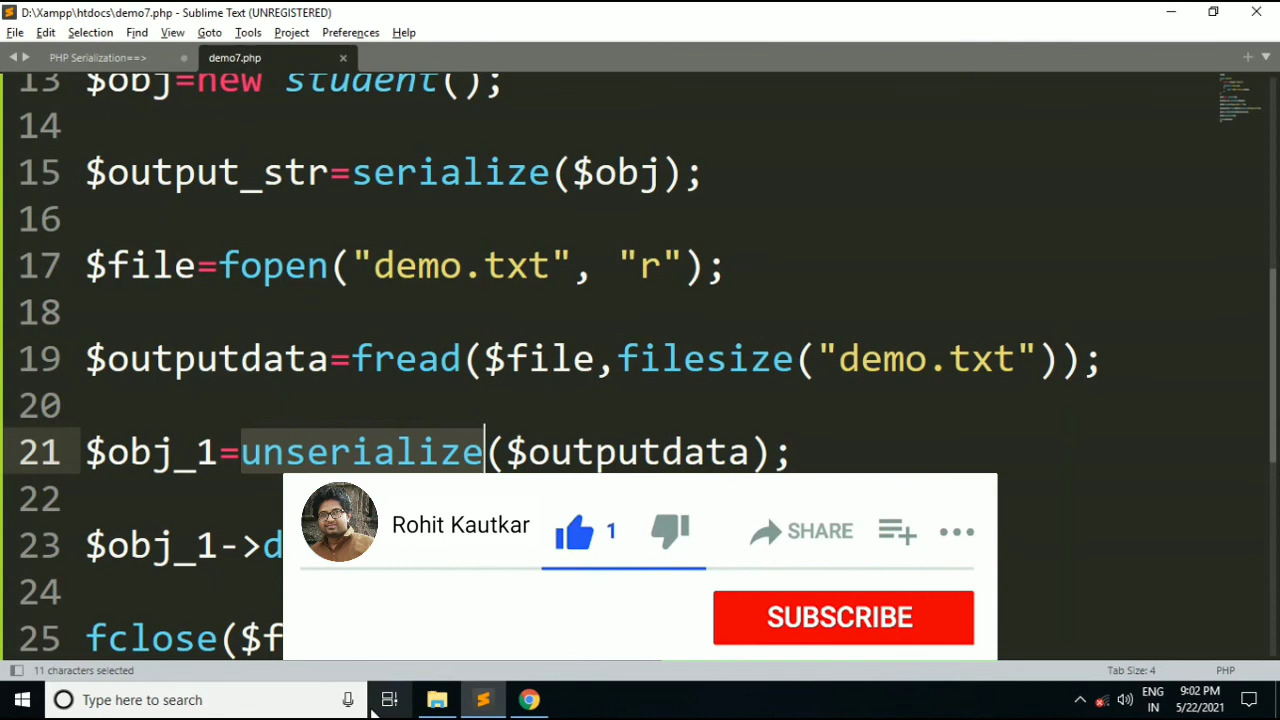 D:\Xampp\htdocs\demo7.php - Sublime Text (UNREGISTERED)
File Edit Selection Find View Goto Tools Project Preferences Help
PHP Serialization==> demo7.php
13 $obj=new student();
14
15 $output_str=serialize($obj);
16
17 $file=fopen("demo.txt", "r");
18
19 $outputdata=fread($file,filesize("demo.txt"));
20
21 $obj_1=unserialize($outputdata);
22
23 $obj_1->d
24
25 fclose($f
Rohit Kautkar 1 SHARE
SUBSCRIBE
11 characters selected Tab Size: 4 PHP
Type here to search ENG IN 9:02 PM 5/22/2021